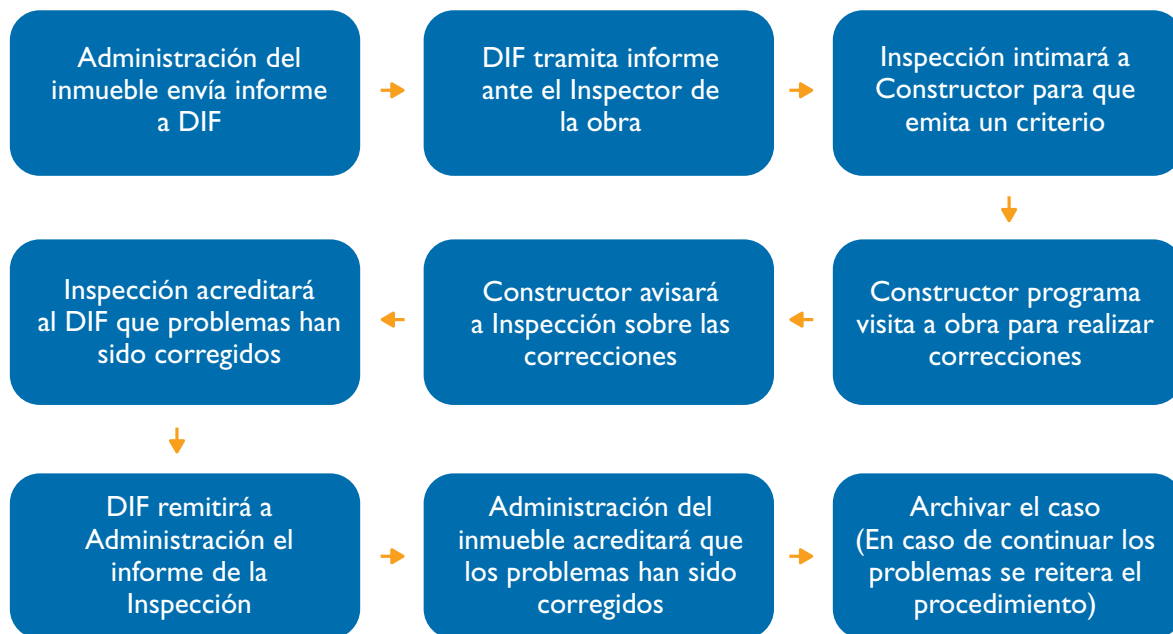 Administración del
inmueble envía informe
a DIF
DIF tramita informe
ante el Inspector de
la obra
Inspección intimará a
Constructor para que
emita un criterio
Constructor programa
visita a obra para realizar
correcciones
Constructor avisará
a Inspección sobre las
correcciones
Inspección acreditará
al DIF que problemas han
sido corregidos
DIF remitirá a
Administración el
informe de la
Inspección
Administración del
inmueble acreditará que
los problemas han sido
corregidos
Archivar el caso
(En caso de continuar los
problemas se reitera el
procedimiento)